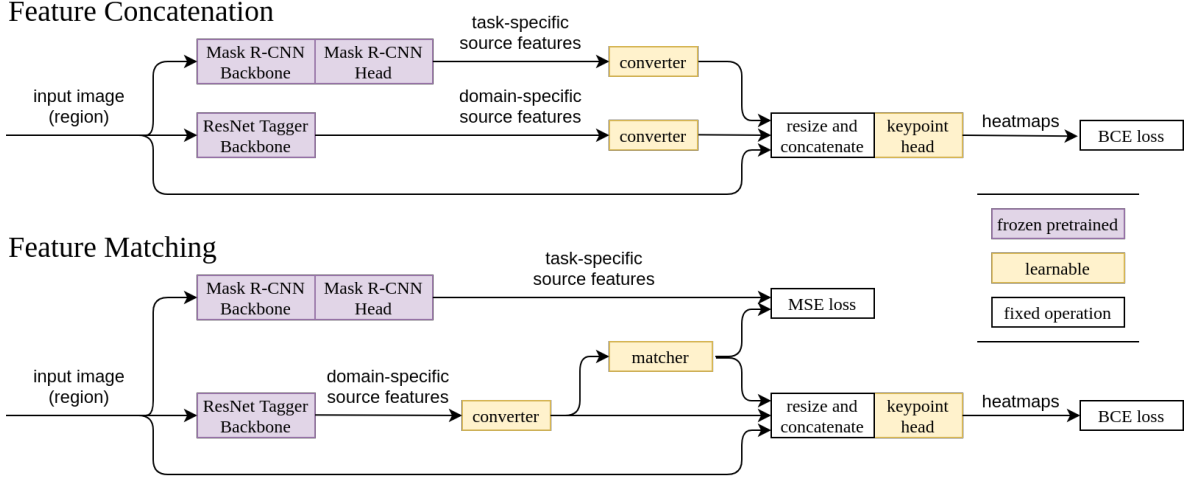 Feature Concatenation
task-specific
source features
Mask R-CNN
Backbone
Mask R-CNN
Head
converter
input image
(region)
domain-specific
source features
ResNet Tagger
Backbone
converter
resize and
concatenate
keypoint
head
heatmaps
BCE loss
frozen pretrained
learnable
fixed operation
Feature Matching
task-specific
source features
Mask R-CNN
Backbone
Mask R-CNN
Head
MSE loss
matcher
input image
(region)
domain-specific
source features
ResNet Tagger
Backbone
converter
resize and
concatenate
keypoint
head
heatmaps
BCE loss